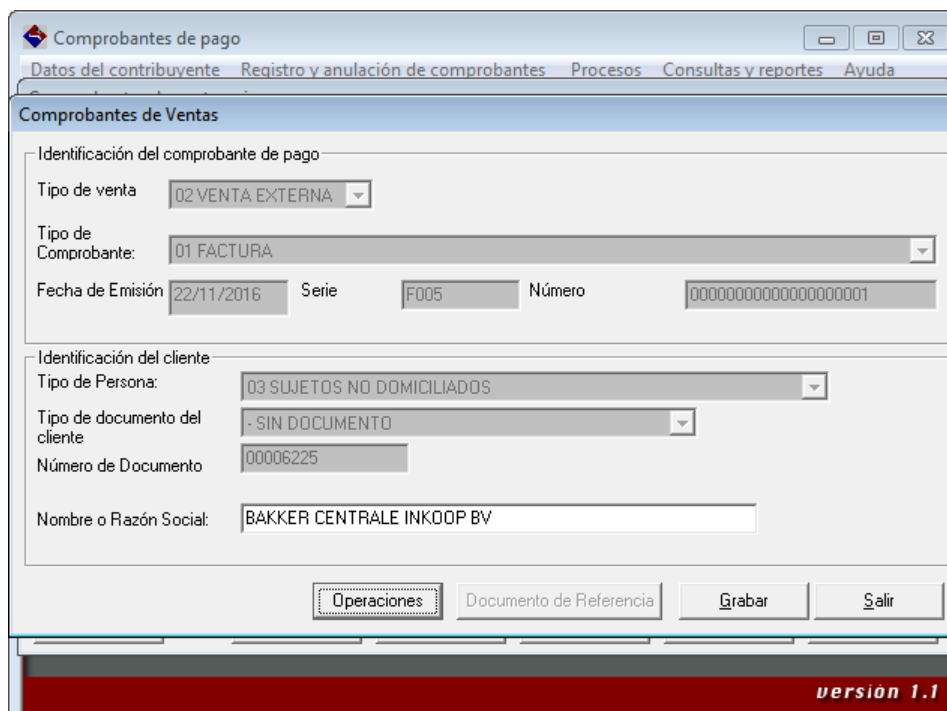 Comprobantes de pago
Datos del contribuyente Registro y anulación de comprobantes Procesos Consultas y reportes Ayuda
Comprobantes de Ventas
Identificación del comprobante de pago
Tipo de venta 02 VENTA EXTERNA
Tipo de
Comprobante: 01 FACTURA
Fecha de Emisión 22/11/2016 Serie F005 Número 00000000000000000001
Identificación del cliente
Tipo de Persona: 03 SUJETOS NO DOMICILIADOS
Tipo de documento del
cliente - SIN DOCUMENTO
Número de Documento 00006225
Nombre o Razón Social: BAKKER CENTRALE INKOOP BV
Operaciones Documento de Referencia Grabar Salir
versión 1.1